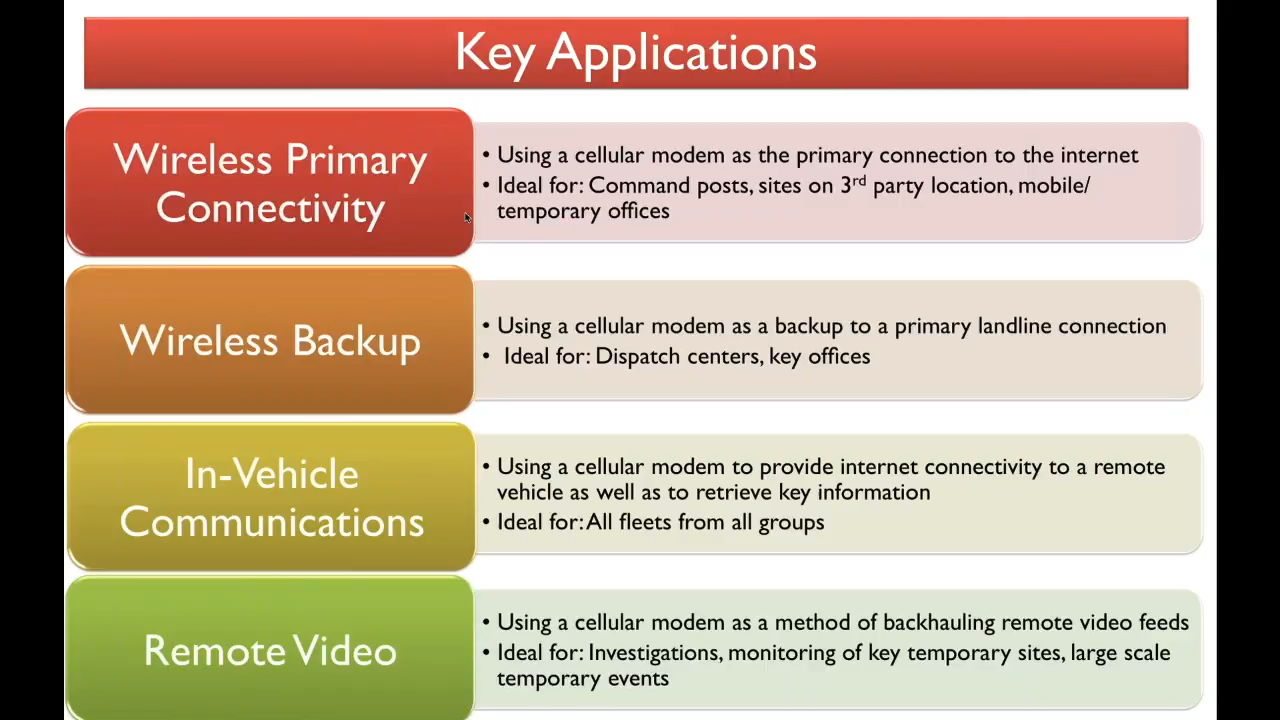 Key Applications
Wireless Primary
Connectivity
• Using a cellular modem as the primary connection to the internet
• Ideal for: Command posts, sites on 3rd party location, mobile/
temporary offices
Wireless Backup
• Using a cellular modem as a backup to a primary landline connection
• Ideal for: Dispatch centers, key offices
In-Vehicle
Communications
• Using a cellular modem to provide internet connectivity to a remote
vehicle as well as to retrieve key information
• Ideal for: All fleets from all groups
Remote Video
• Using a cellular modem as a method of backhauling remote video feeds
• Ideal for: Investigations, monitoring of key temporary sites, large scale
temporary events